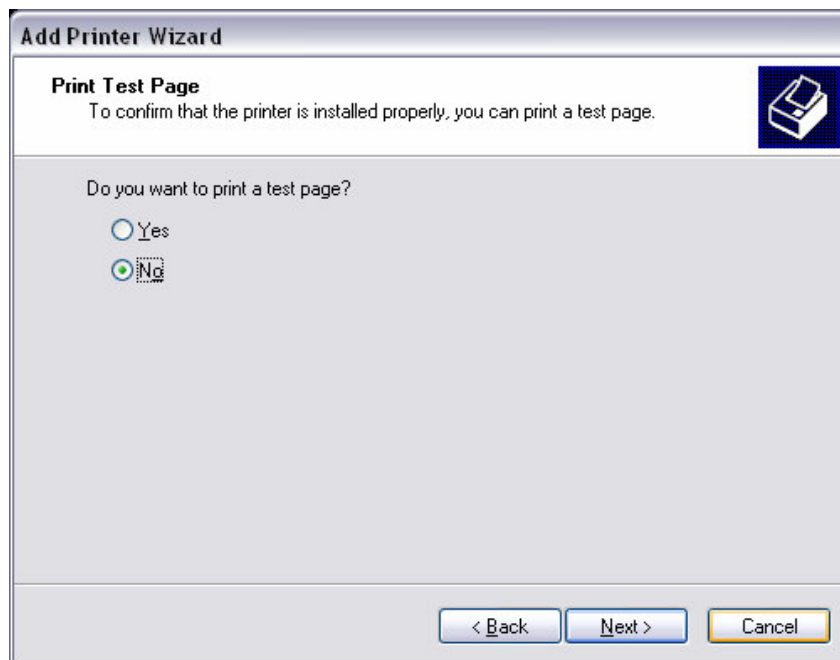 Add Printer Wizard
Print Test Page
To confirm that the printer is installed properly, you can print a test page.
Do you want to print a test page?
Yes
No
< Back Next > Cancel